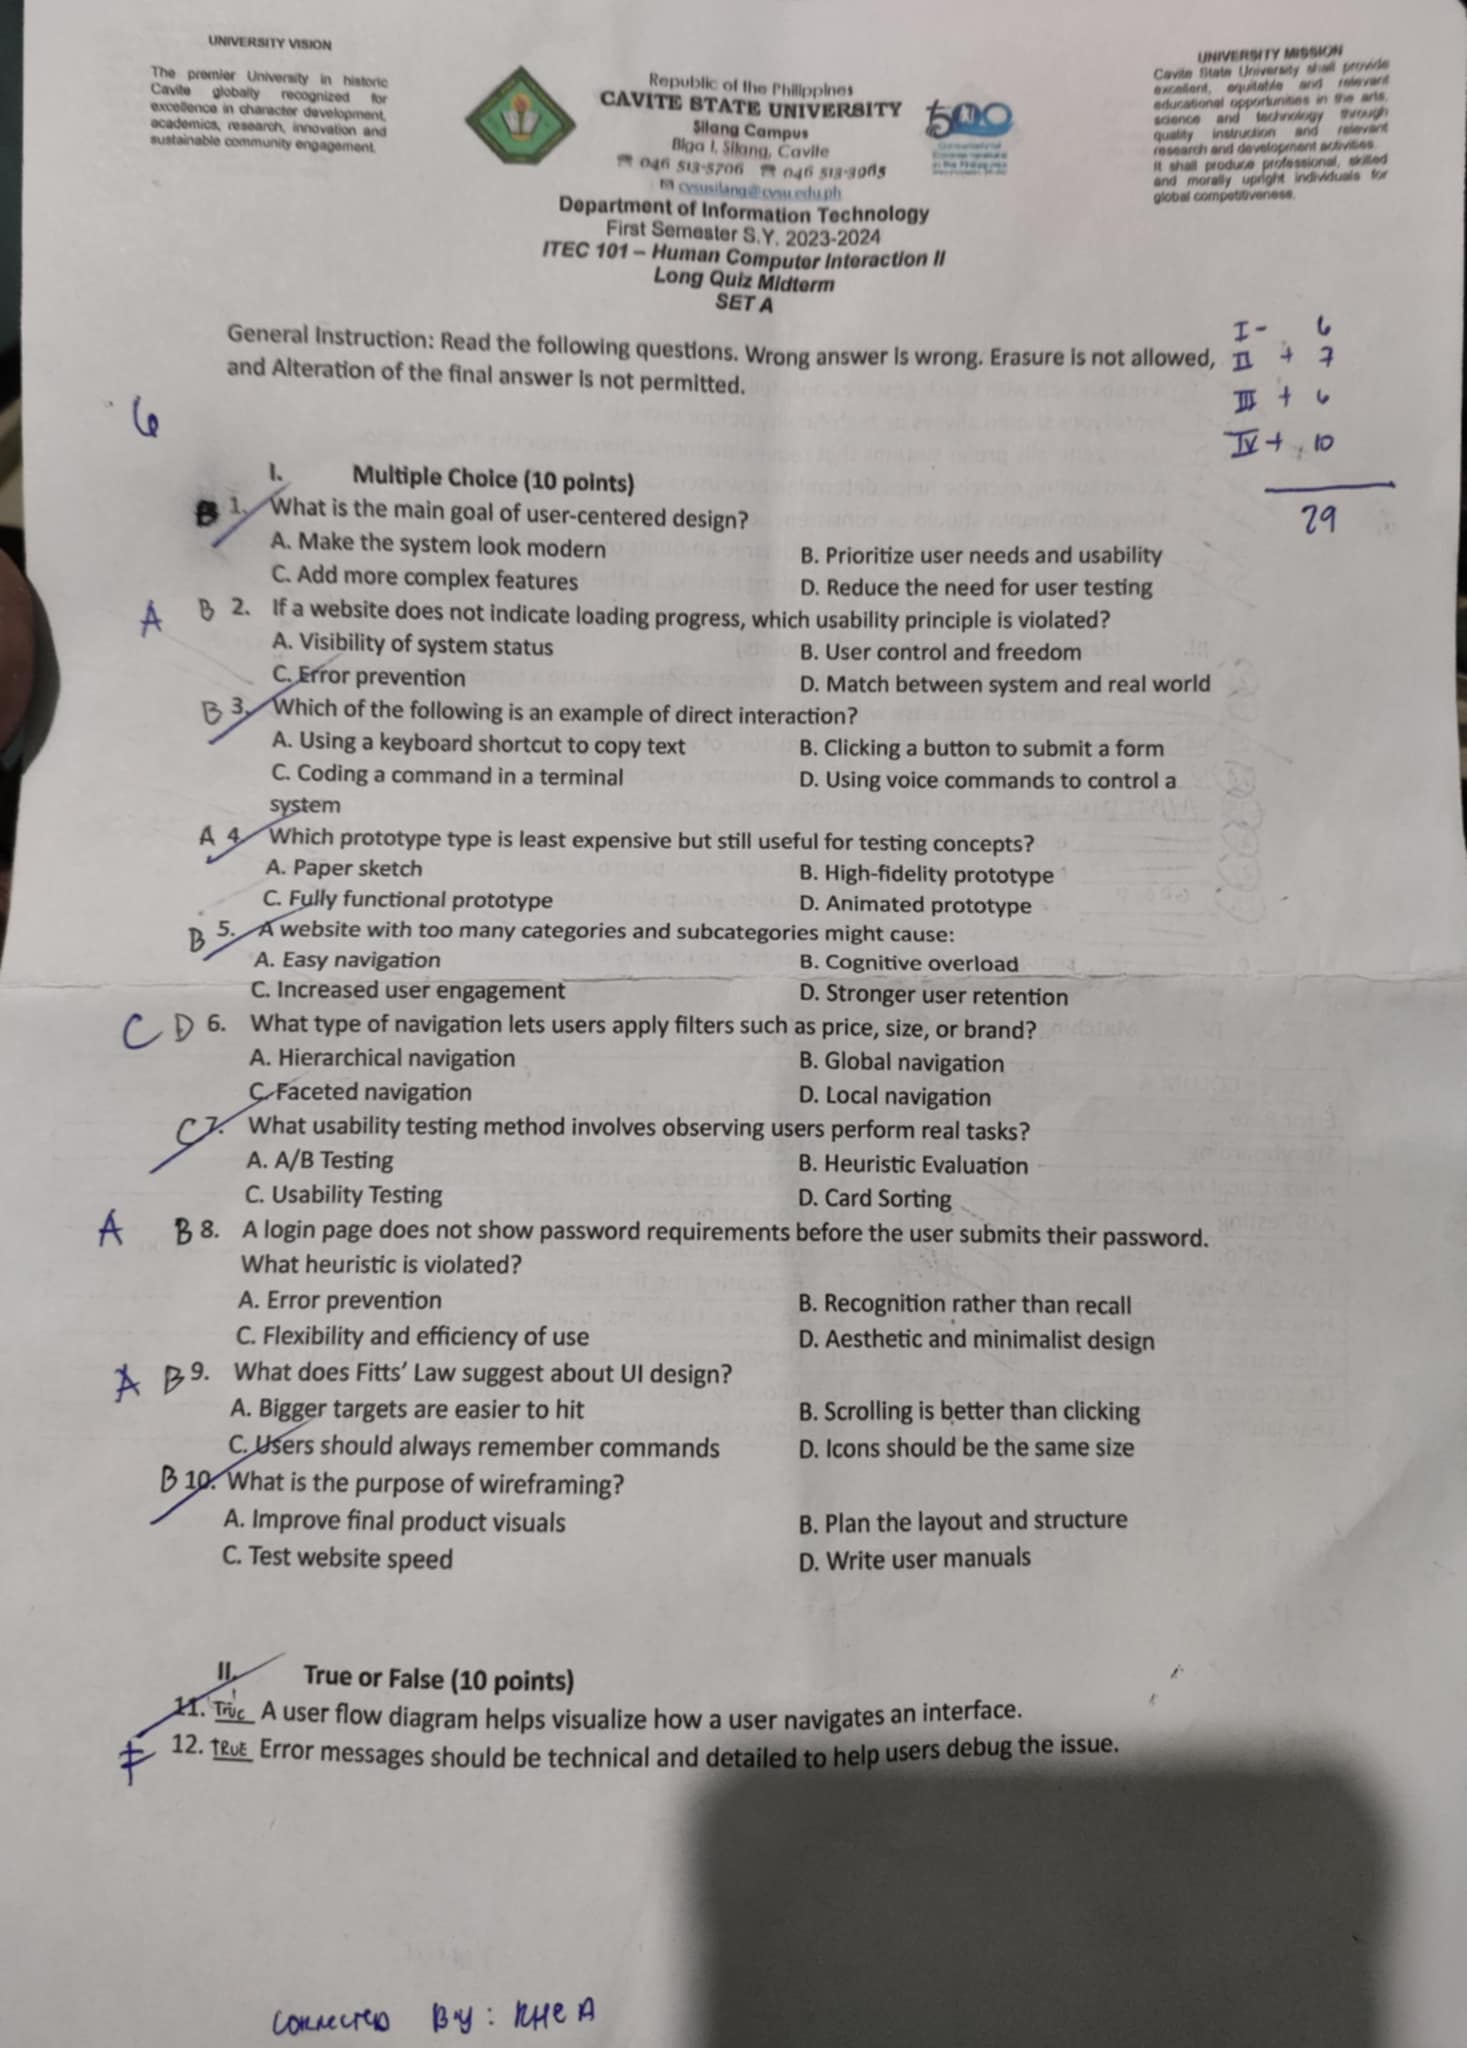 UNIVERSITY VISION
The premier University in historic
Cavite globally recognized for
excellence in character development,
academics, research, innovation and
sustainable community engagement.
Republic of the Philippines
CAVITE STATE UNIVERSITY
Silang Campus
Biga I, Silang, Cavite
☎ 046 513-5706 ☎ 046 513-3965
✉ cvsusilang@cvsu.edu.ph
Department of Information Technology
First Semester S.Y. 2023-2024
ITEC 101 – Human Computer Interaction II
Long Quiz Midterm
SET A
UNIVERSITY MISSION
Cavite State University shall provide
excellent, equitable and relevant
educational opportunities in the arts,
science and technology through
quality instruction and relevant
research and development activities.
It shall produce professional, skilled
and morally upright individuals for
global competitiveness.
General Instruction: Read the following questions. Wrong answer is wrong. Erasure is not allowed,
and Alteration of the final answer is not permitted.
I - 6
II + 7
III + 6
IV + 10
29
6
I. Multiple Choice (10 points)
B 1. What is the main goal of user-centered design?
A. Make the system look modern B. Prioritize user needs and usability
C. Add more complex features D. Reduce the need for user testing
A B 2. If a website does not indicate loading progress, which usability principle is violated?
A. Visibility of system status B. User control and freedom
C. Error prevention D. Match between system and real world
B 3. Which of the following is an example of direct interaction?
A. Using a keyboard shortcut to copy text B. Clicking a button to submit a form
C. Coding a command in a terminal D. Using voice commands to control a
system
A 4. Which prototype type is least expensive but still useful for testing concepts?
A. Paper sketch B. High-fidelity prototype
C. Fully functional prototype D. Animated prototype
B 5. A website with too many categories and subcategories might cause:
A. Easy navigation B. Cognitive overload
C. Increased user engagement D. Stronger user retention
C D 6. What type of navigation lets users apply filters such as price, size, or brand?
A. Hierarchical navigation B. Global navigation
C. Faceted navigation D. Local navigation
C 7. What usability testing method involves observing users perform real tasks?
A. A/B Testing B. Heuristic Evaluation
C. Usability Testing D. Card Sorting
A B 8. A login page does not show password requirements before the user submits their password.
What heuristic is violated?
A. Error prevention B. Recognition rather than recall
C. Flexibility and efficiency of use D. Aesthetic and minimalist design
A B 9. What does Fitts’ Law suggest about UI design?
A. Bigger targets are easier to hit B. Scrolling is better than clicking
C. Users should always remember commands D. Icons should be the same size
B 10. What is the purpose of wireframing?
A. Improve final product visuals B. Plan the layout and structure
C. Test website speed D. Write user manuals
II. True or False (10 points)
11. True A user flow diagram helps visualize how a user navigates an interface.
F 12. TRUE Error messages should be technical and detailed to help users debug the issue.
CORRECTED BY: RHEA